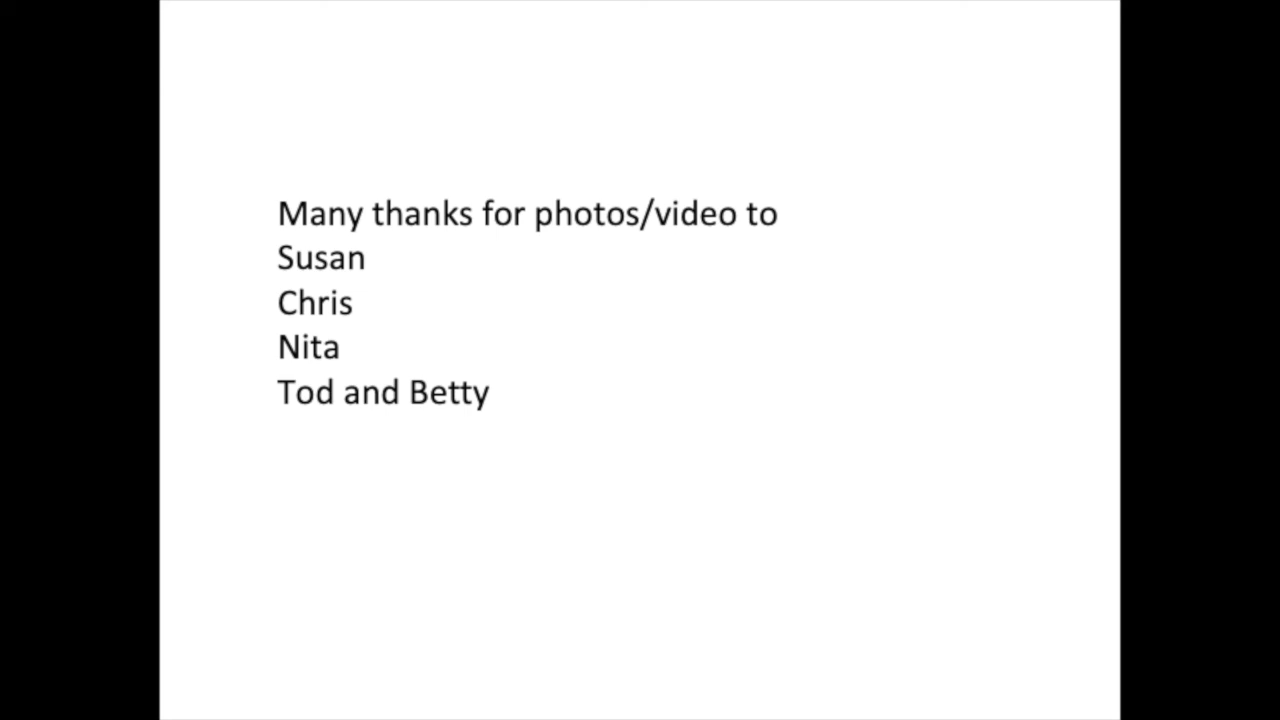 Many thanks for photos/video to
Susan
Chris
Nita
Tod and Betty